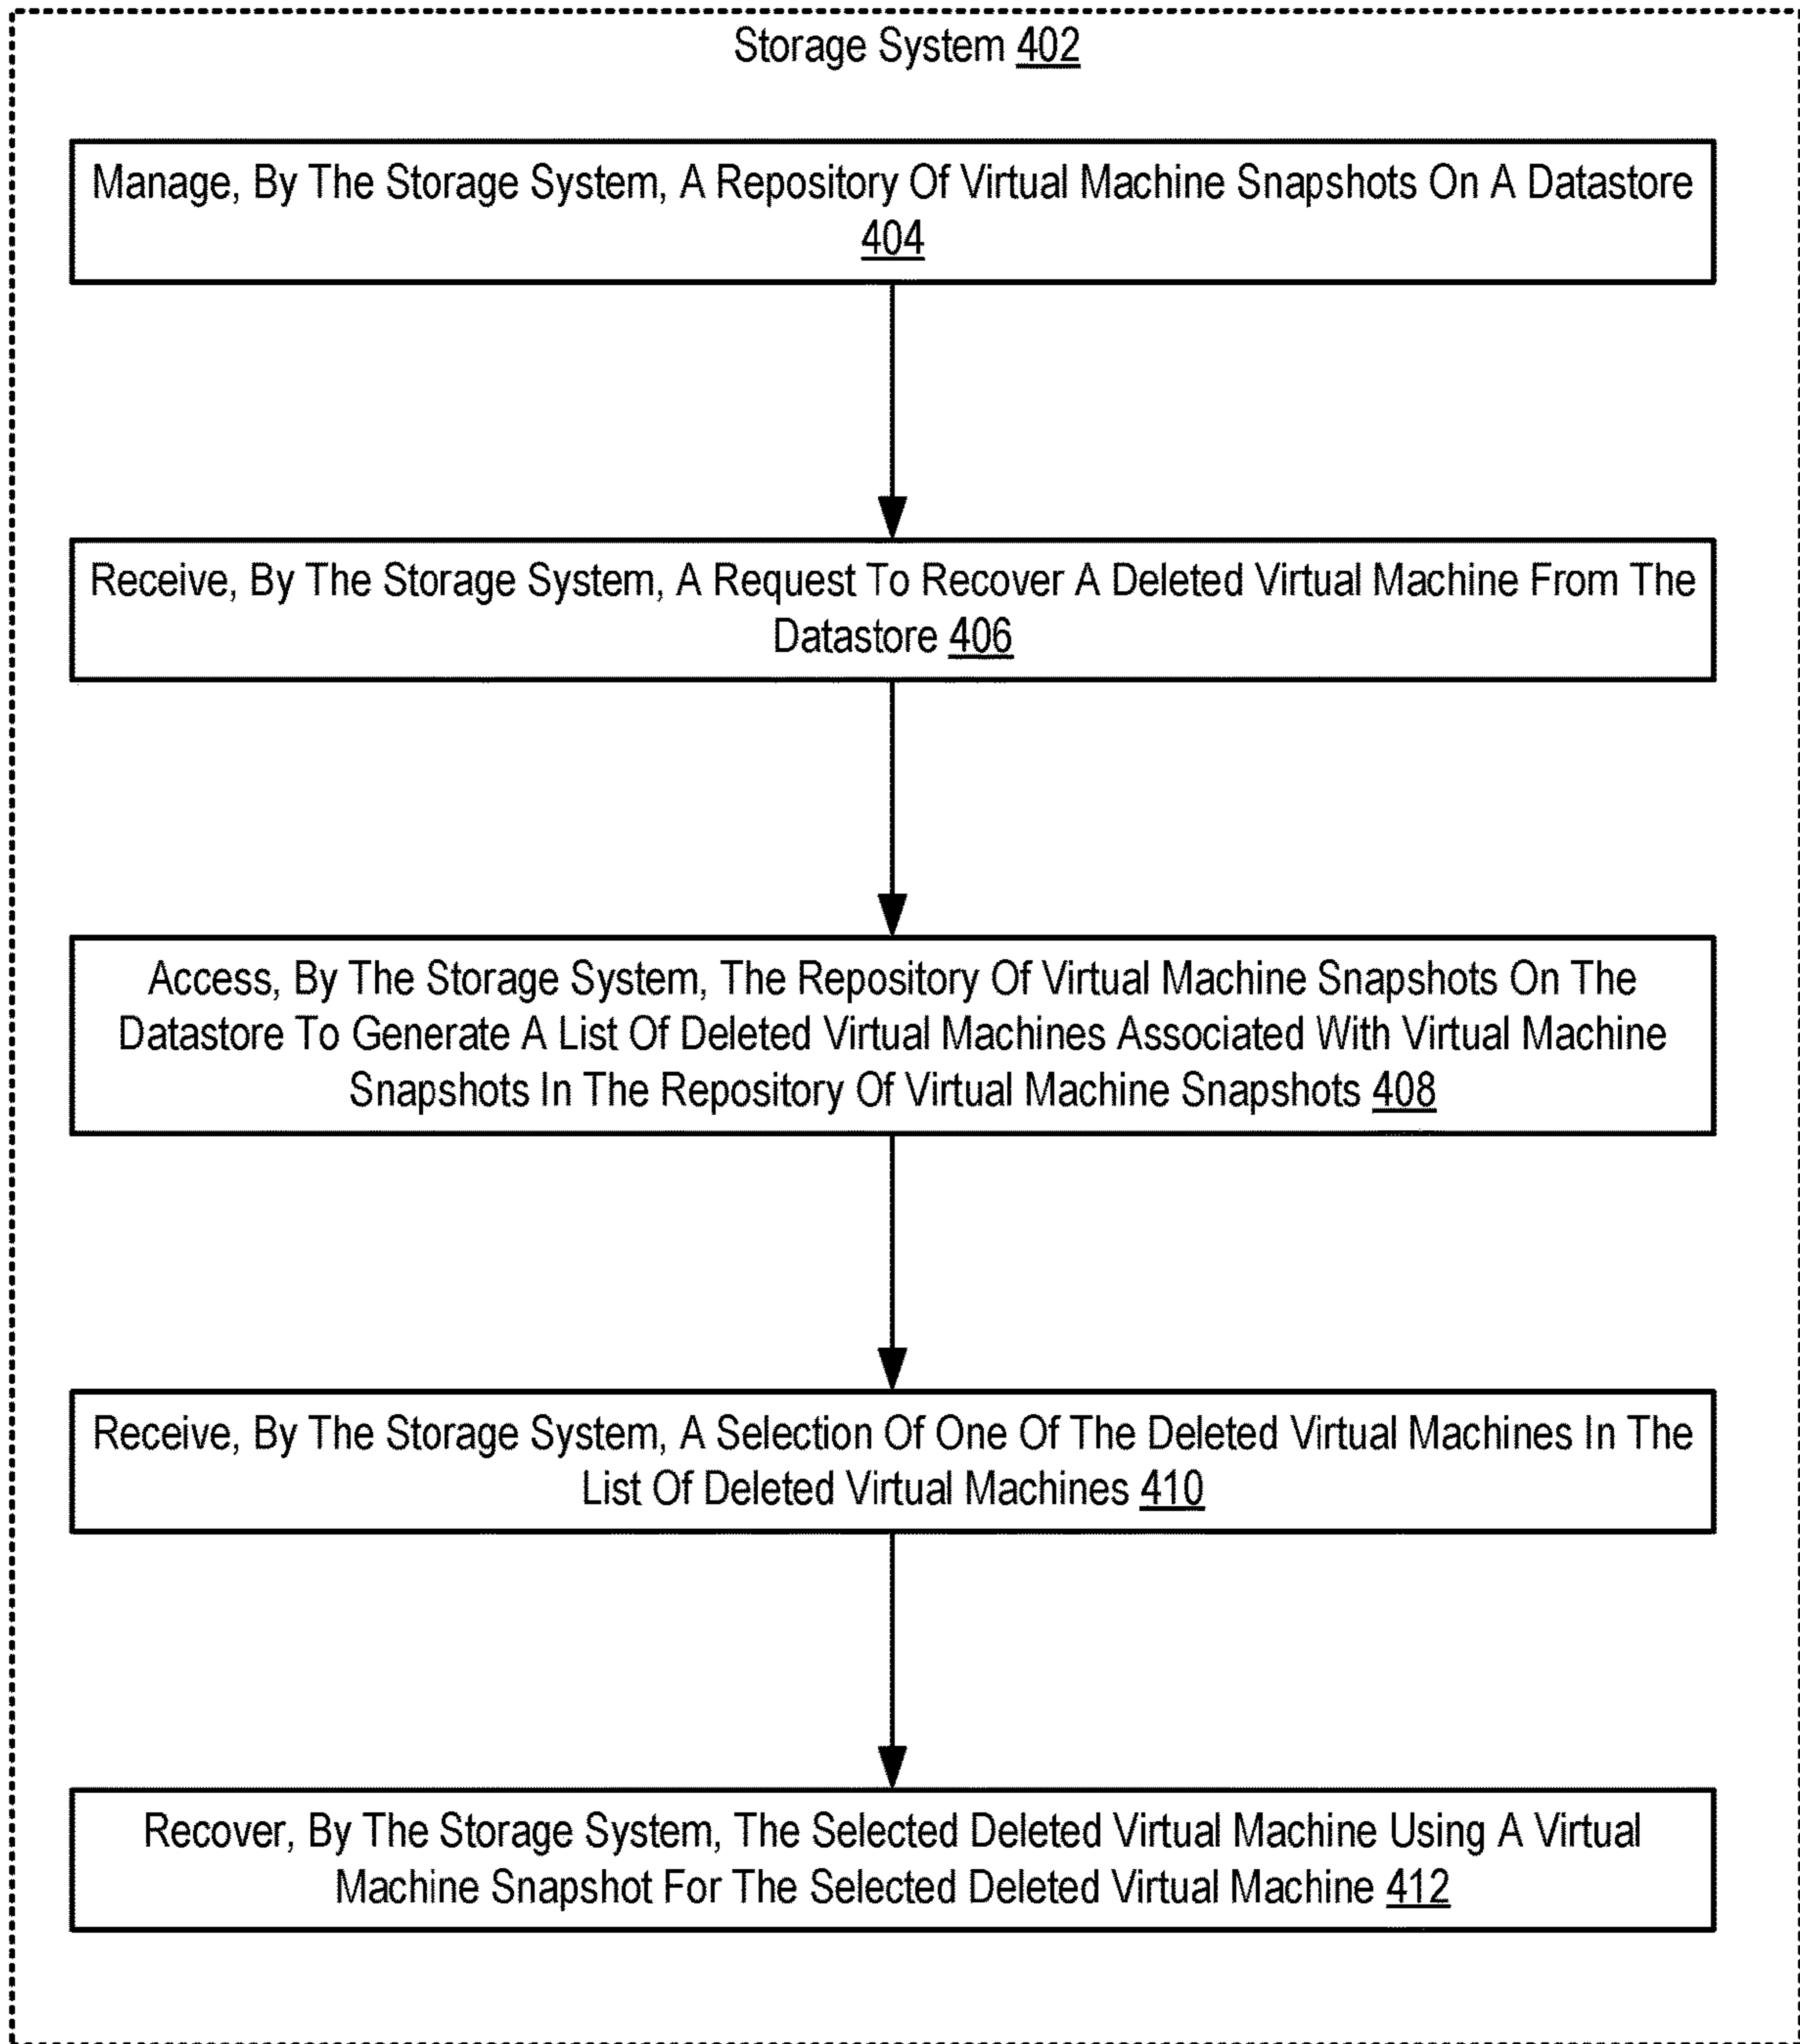 Storage System 402
Manage, By The Storage System, A Repository Of Virtual Machine Snapshots On A Datastore
404
Receive, By The Storage System, A Request To Recover A Deleted Virtual Machine From The
Datastore 406
Access, By The Storage System, The Repository Of Virtual Machine Snapshots On The
Datastore To Generate A List Of Deleted Virtual Machines Associated With Virtual Machine
Snapshots In The Repository Of Virtual Machine Snapshots 408
Receive, By The Storage System, A Selection Of One Of The Deleted Virtual Machines In The
List Of Deleted Virtual Machines 410
Recover, By The Storage System, The Selected Deleted Virtual Machine Using A Virtual
Machine Snapshot For The Selected Deleted Virtual Machine 412